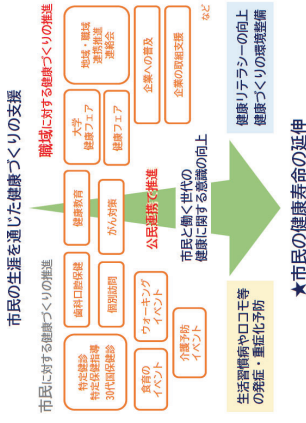 市民の生涯を通じた健康づくりの支援
市民に対する健康づくりの推進
職域に対する健康づくりの推進
特定健診
特定保健指導
30代国保健診
歯科口腔保健
健康教育
個別訪問
がん対策
食育の
イベント
ウォーキング
イベント
介護予防
イベント
大学
健康フェア
健康フェア
地域・職域
連携推進
連絡会
企業への普及
企業の取組支援
など
公民連携で推進
市民と働く世代の
健康に関する意識の向上
生活習慣病やロコモ等
の発症・重症化予防
健康リテラシーの向上
健康づくりの環境整備
★市民の健康寿命の延伸